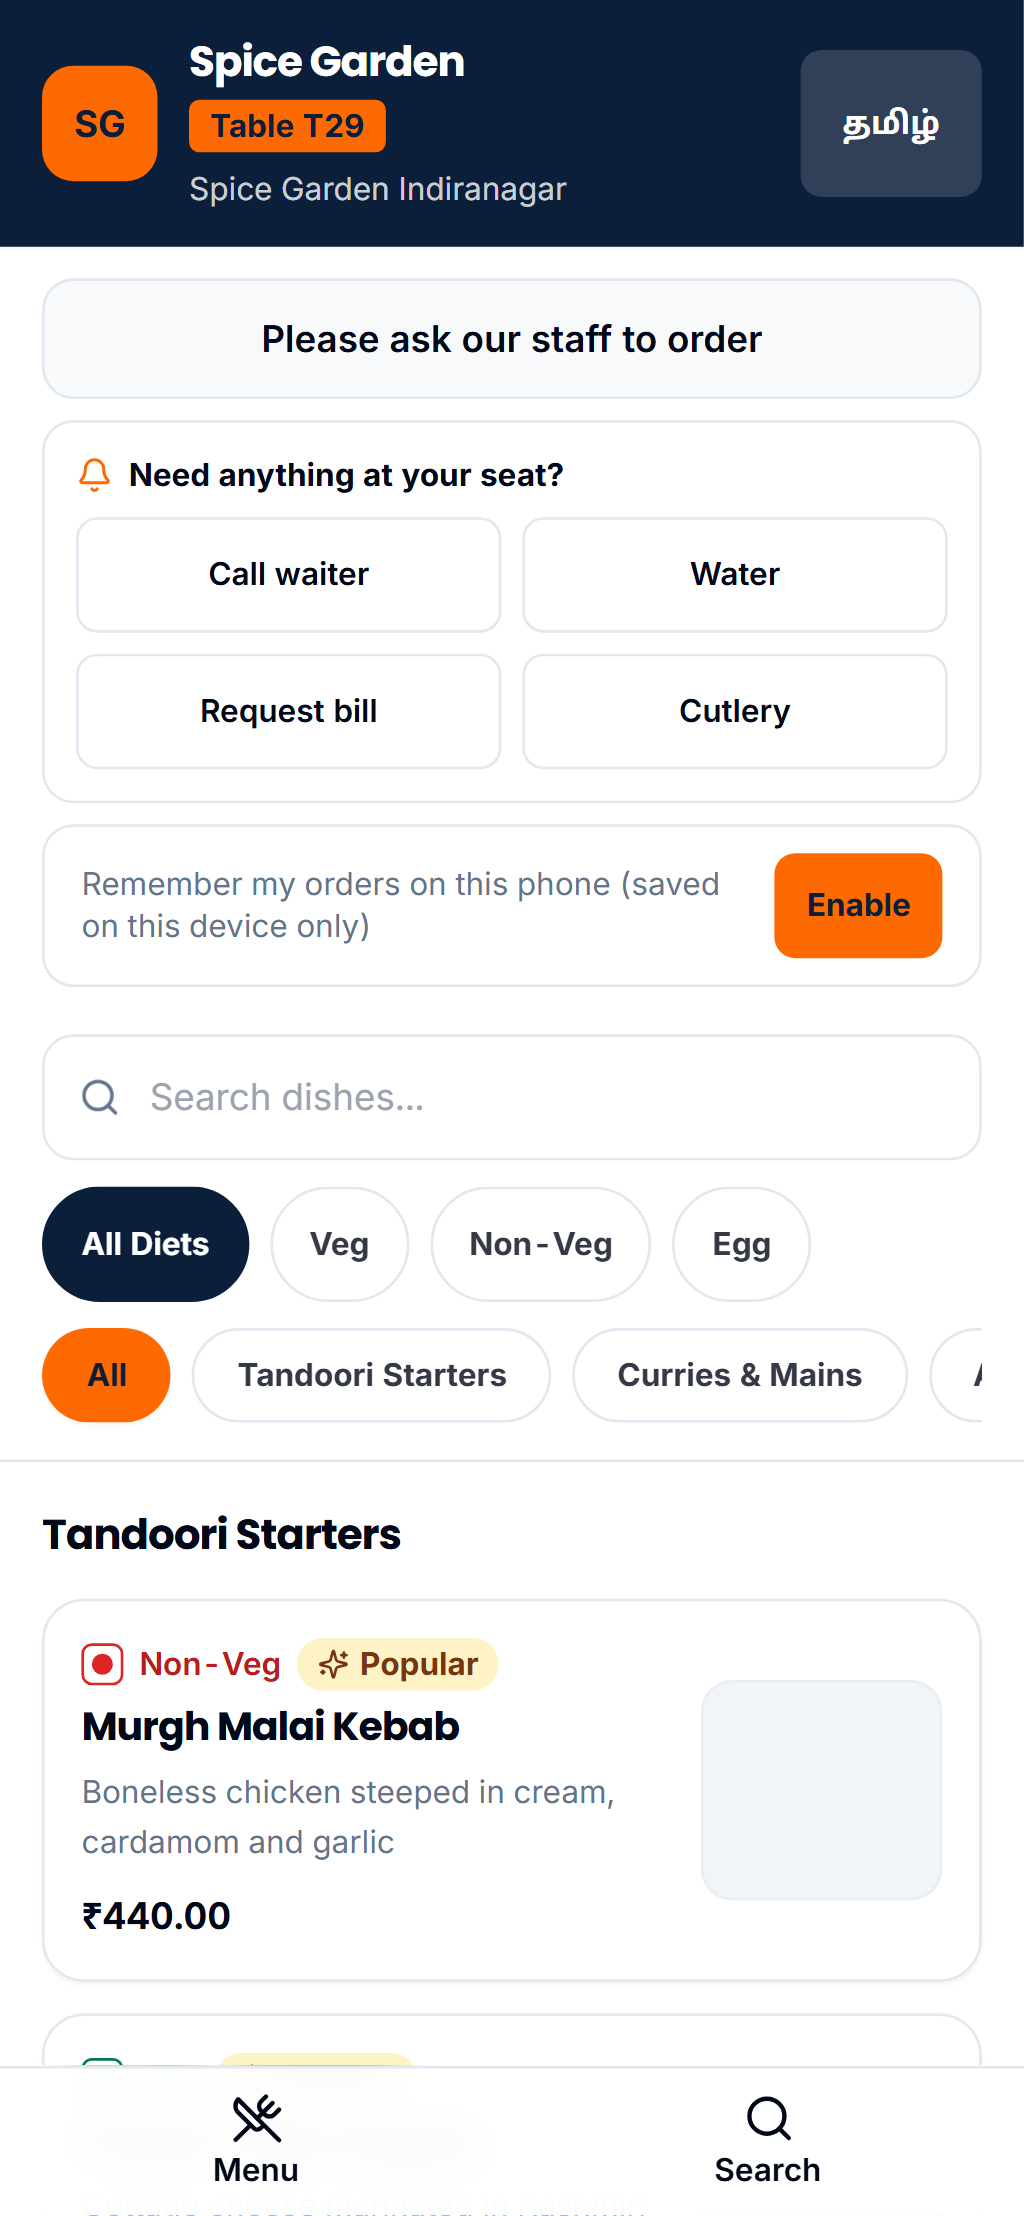 SG
Spice Garden
Table T29
Spice Garden Indiranagar
தமிழ்
Please ask our staff to order
Need anything at your seat?
Call waiter
Water
Request bill
Cutlery
Remember my orders on this phone (saved
on this device only)
Enable
Search dishes...
All Diets
Veg
Non-Veg
Egg
All
Tandoori Starters
Curries & Mains
Tandoori Starters
Non-Veg
Popular
Murgh Malai Kebab
Boneless chicken steeped in cream,
cardamom and garlic
₹440.00
Menu
Search